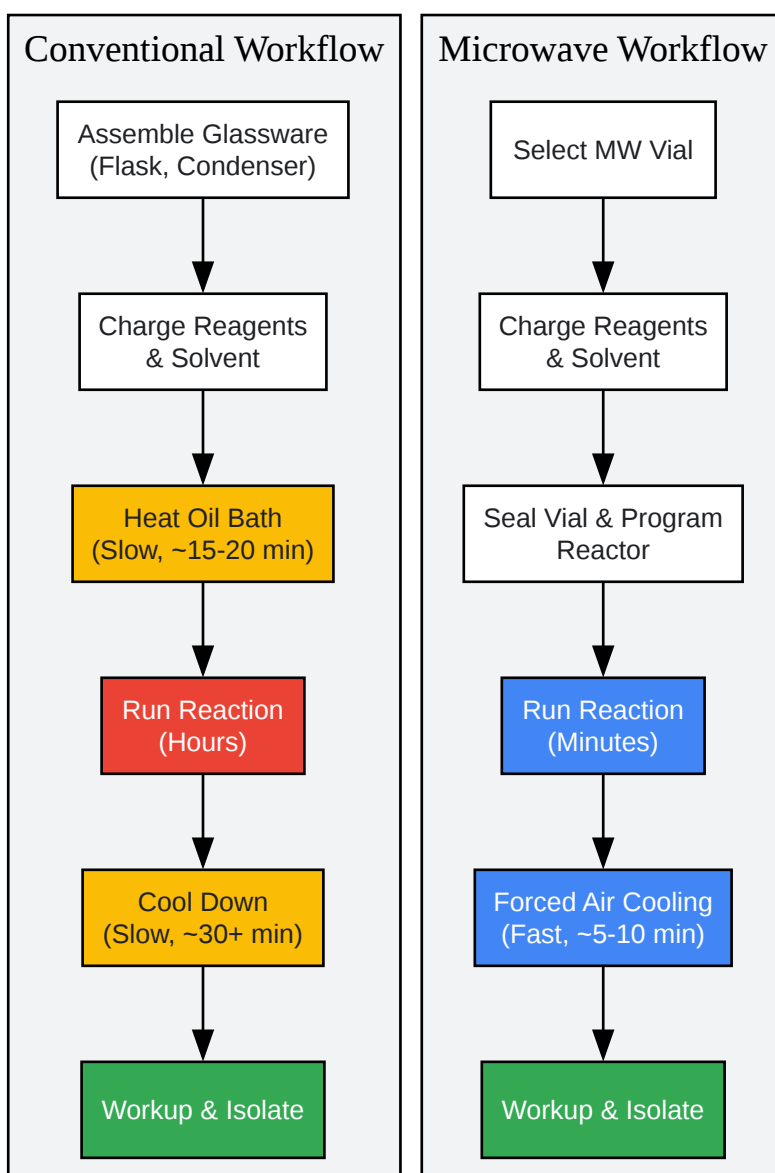 Conventional Workflow
Assemble Glassware
(Flask, Condenser)
Charge Reagents
& Solvent
Heat Oil Bath
(Slow, ~15-20 min)
Run Reaction
(Hours)
Cool Down
(Slow, ~30+ min)
Workup & Isolate
Microwave Workflow
Select MW Vial
Charge Reagents
& Solvent
Seal Vial & Program
Reactor
Run Reaction
(Minutes)
Forced Air Cooling
(Fast, ~5-10 min)
Workup & Isolate